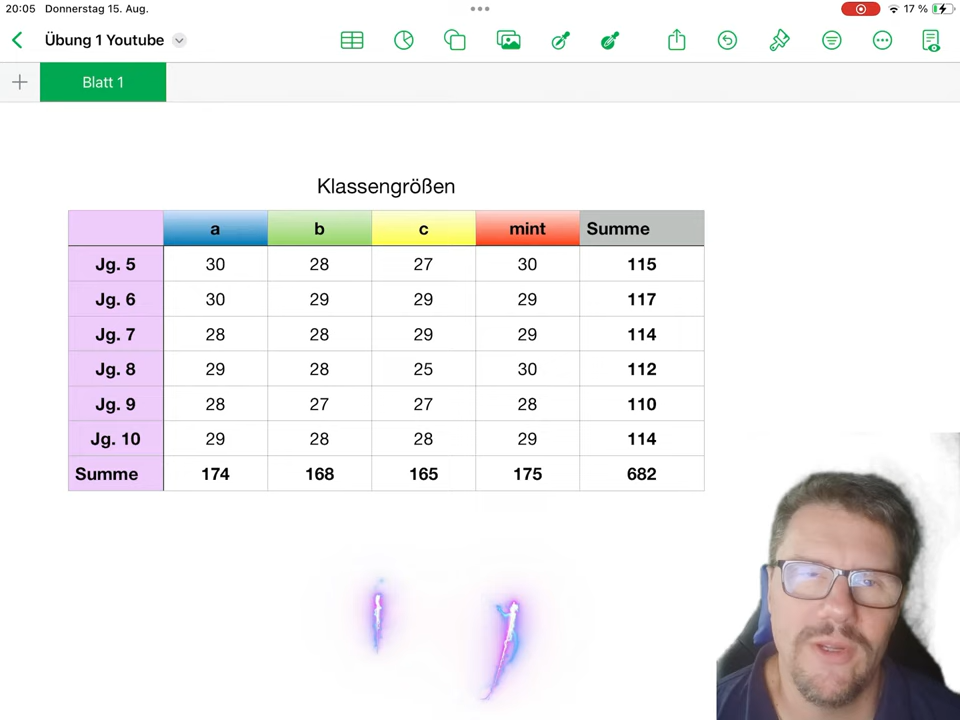 20:05 Donnerstag 15. Aug. 17 %
Übung 1 Youtube
Blatt 1
Klassengrößen
a b c mint Summe
Jg. 5 30 28 27 30 115
Jg. 6 30 29 29 29 117
Jg. 7 28 28 29 29 114
Jg. 8 29 28 25 30 112
Jg. 9 28 27 27 28 110
Jg. 10 29 28 28 29 114
Summe 174 168 165 175 682